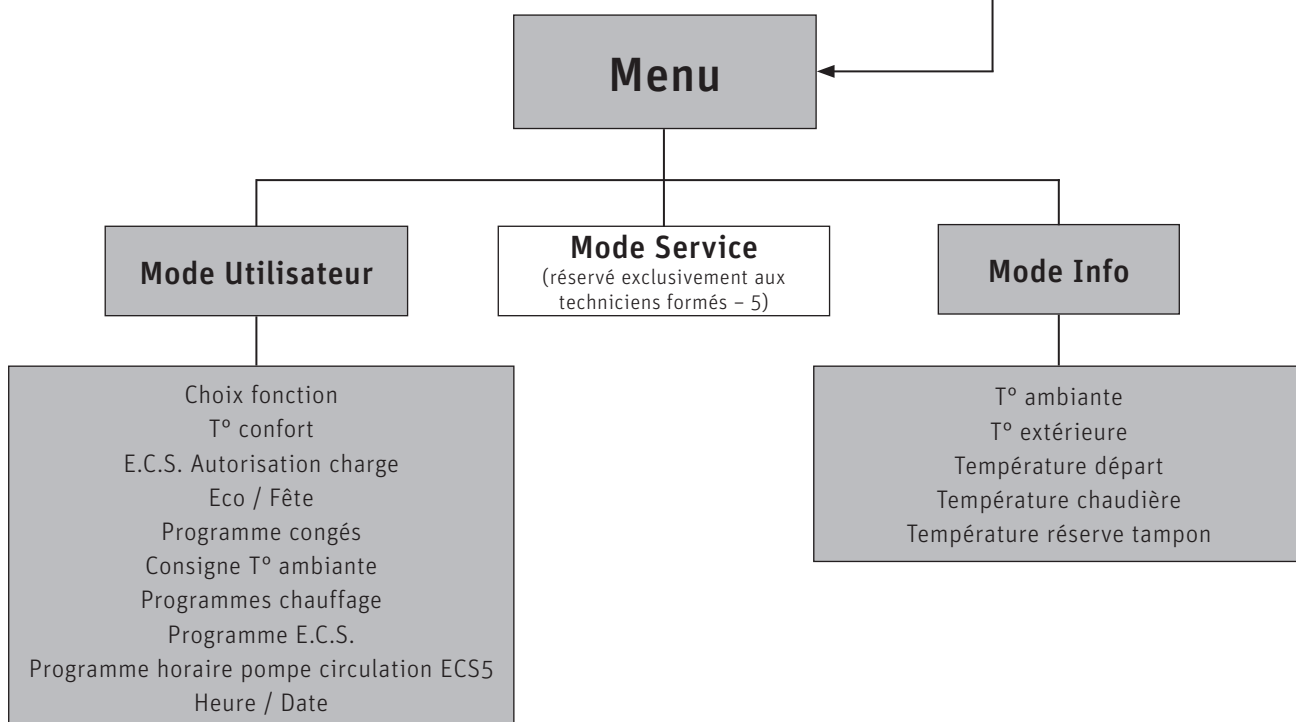 Menu
Mode Utilisateur
Mode Service
(réservé exclusivement aux
techniciens formés – 5)
Mode Info
Choix fonction
T° confort
E.C.S. Autorisation charge
Eco / Fête
Programme congés
Consigne T° ambiante
Programmes chauffage
Programme E.C.S.
Programme horaire pompe circulation ECS5
Heure / Date
T° ambiante
T° extérieure
Température départ
Température chaudière
Température réserve tampon